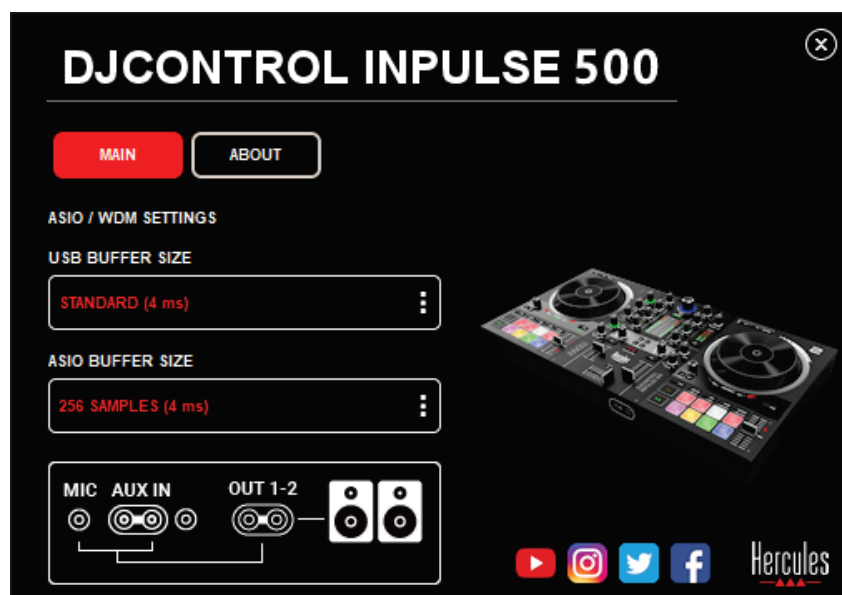 DJCONTROL INPULSE 500
MAIN
ABOUT
ASIO / WDM SETTINGS
USB BUFFER SIZE
STANDARD (4 ms)
ASIO BUFFER SIZE
256 SAMPLES (4 ms)
MIC AUX IN OUT 1-2
Hercules